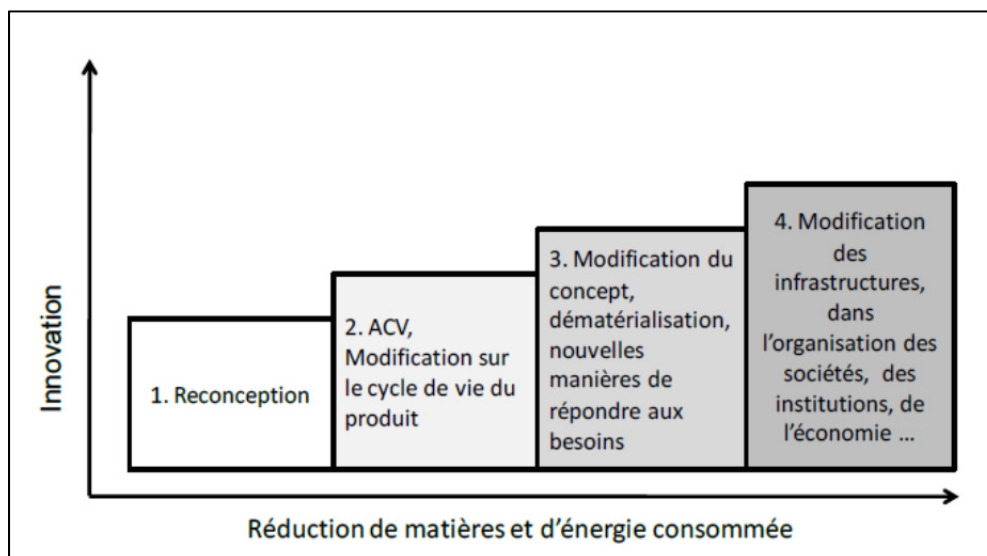 Innovation
1. Reconception
2. ACV,
Modification sur
le cycle de vie du
produit
3. Modification du
concept,
dématérialisation,
nouvelles
manières de
répondre aux
besoins
4. Modification
des
infrastructures,
dans
l’organisation des
sociétés, des
institutions, de
l’économie …
Réduction de matières et d’énergie consommée